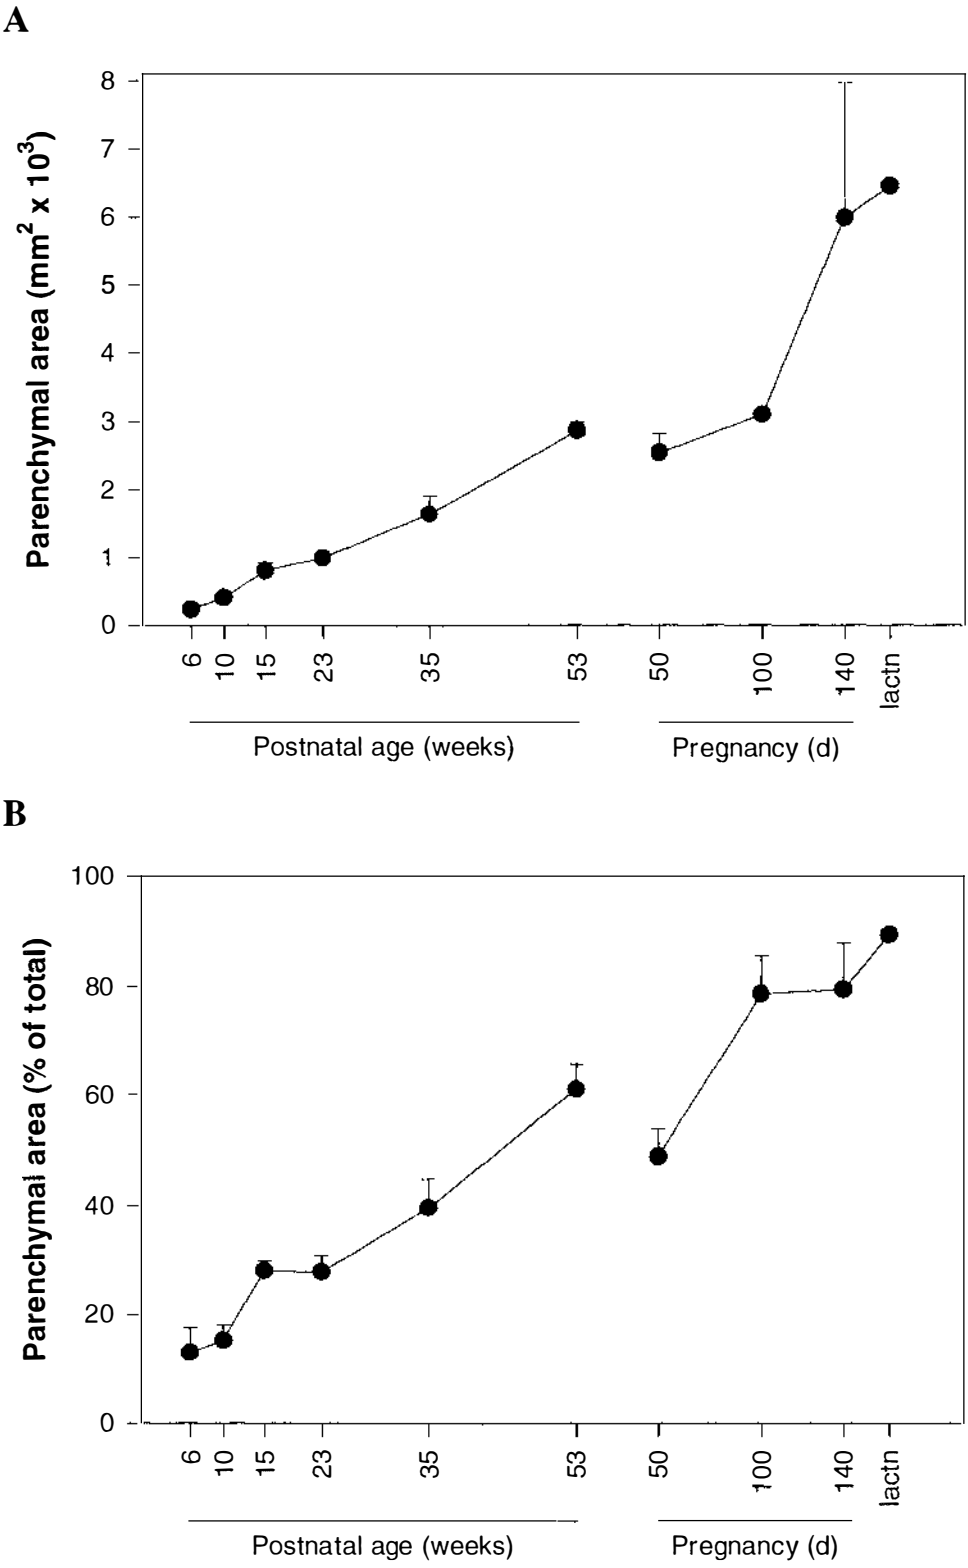 A
Parenchymal area (mm² x 10³)
8
7
6
5
4
3
2
1
0
6 10 15 23 35 53 50 100 140 lactn
Postnatal age (weeks) Pregnancy (d)
B
Parenchymal area (% of total)
100
80
60
40
20
0
6 10 15 23 35 53 50 100 140 lactn
Postnatal age (weeks) Pregnancy (d)